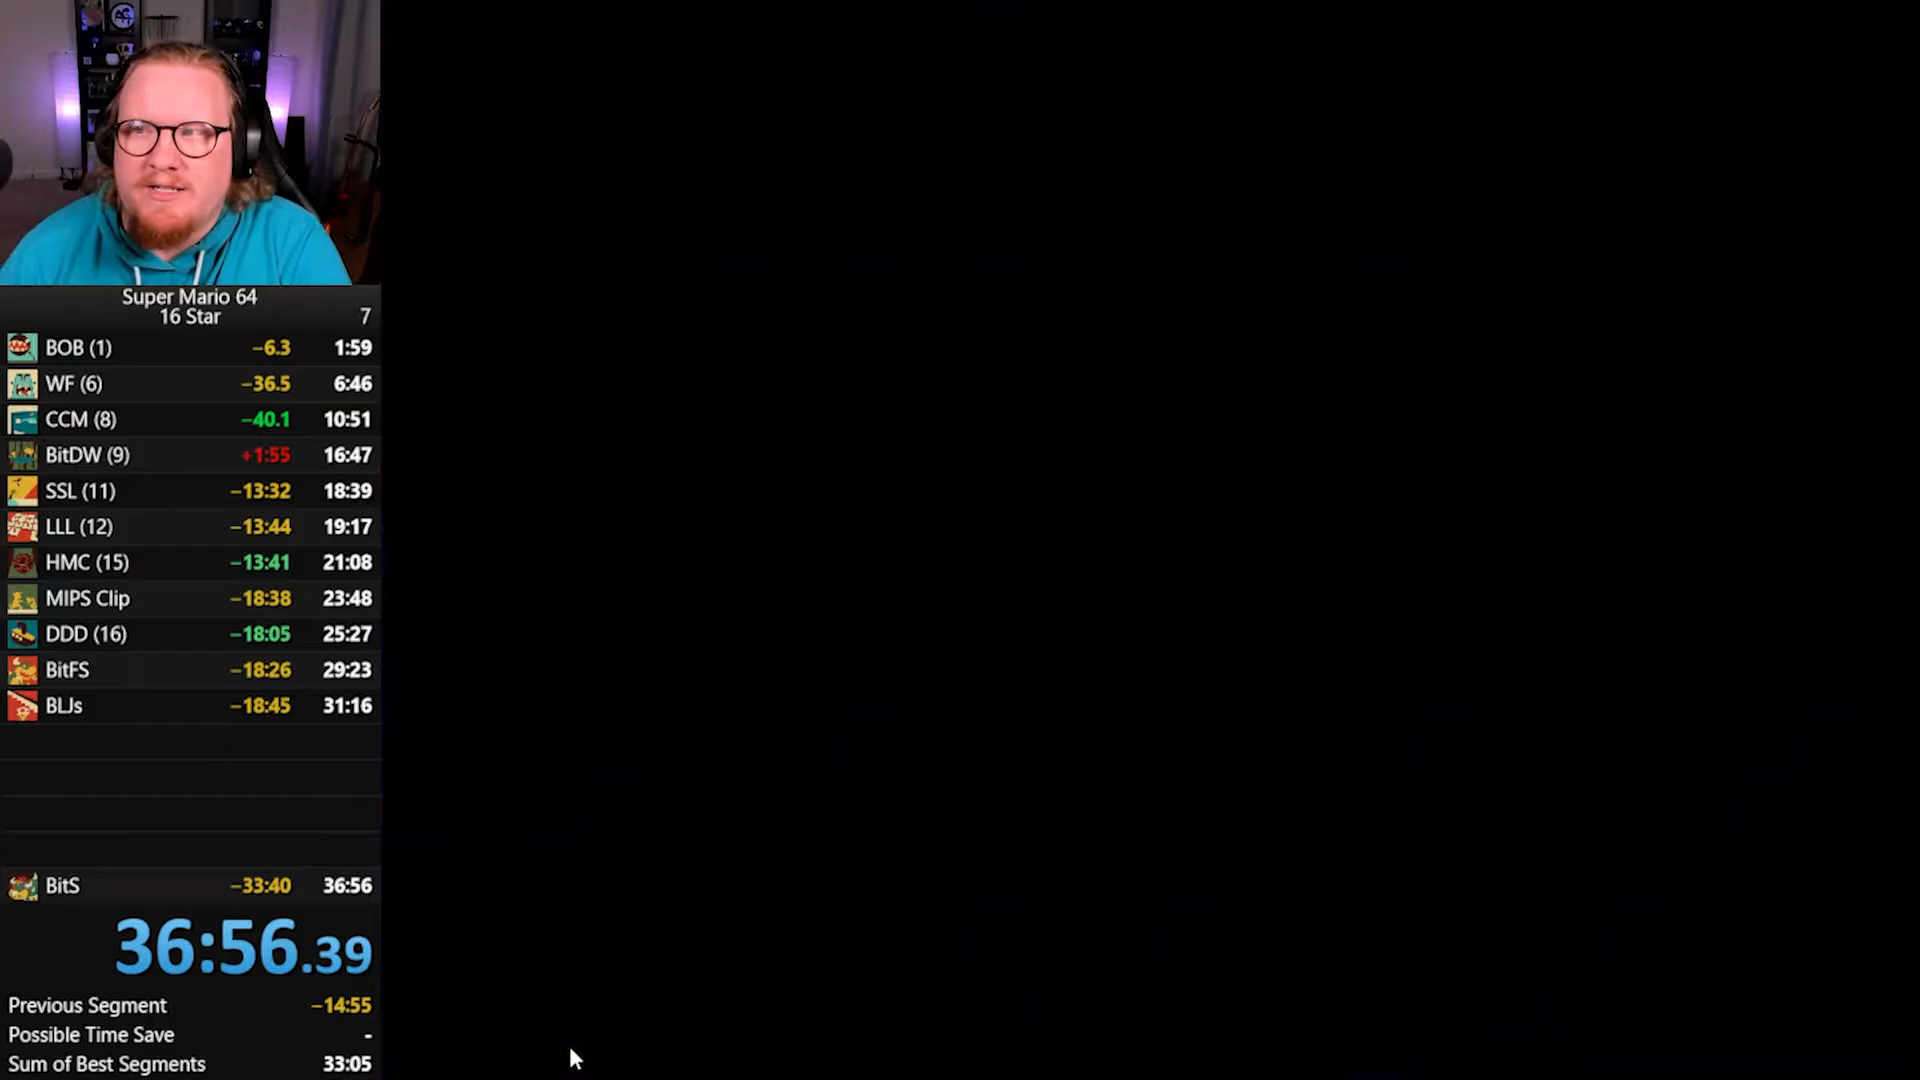 Super Mario 64
16 Star 7
BOB (1) −6.3 1:59
WF (6) −36.5 6:46
CCM (8) −40.1 10:51
BitDW (9) +1:55 16:47
SSL (11) −13:32 18:39
LLL (12) −13:44 19:17
HMC (15) −13:41 21:08
MIPS Clip −18:38 23:48
DDD (16) −18:05 25:27
BitFS −18:26 29:23
BLJs −18:45 31:16
BitS −33:40 36:56
36:56.39
Previous Segment −14:55
Possible Time Save -
Sum of Best Segments 33:05